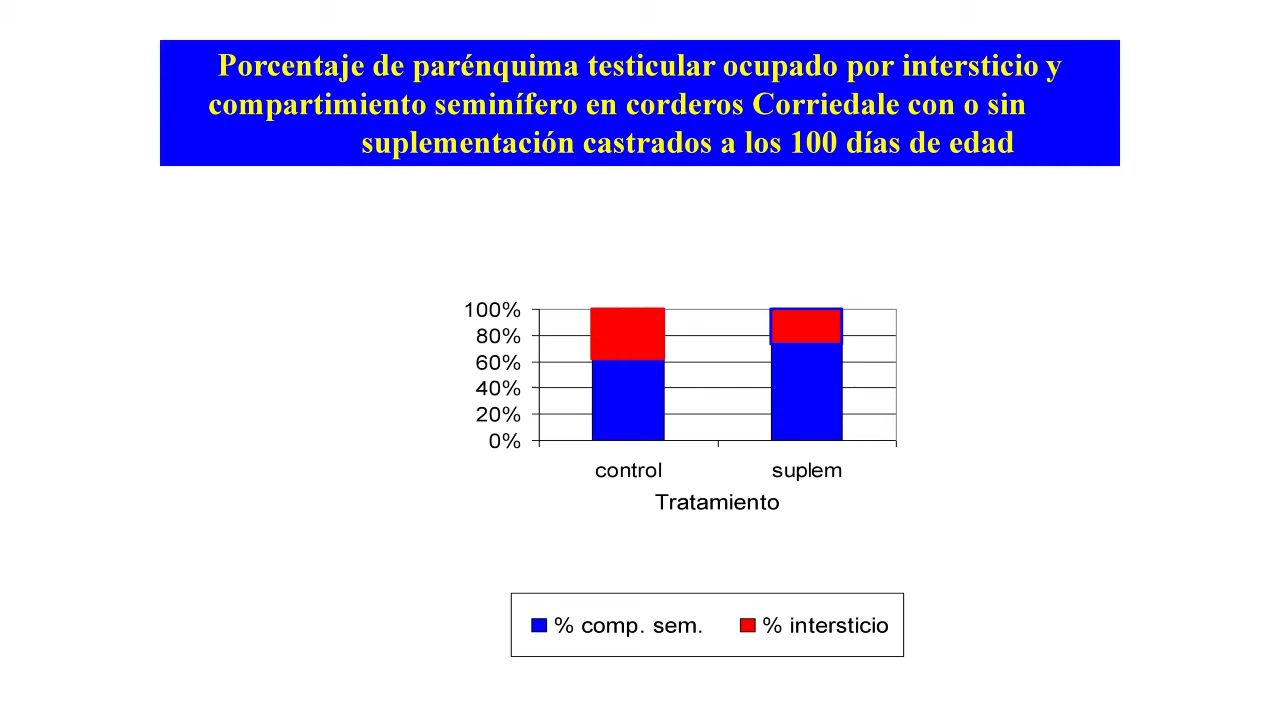 Porcentaje de parénquima testicular ocupado por intersticio y
compartimiento seminífero en corderos Corriedale con o sin
suplementación castrados a los 100 días de edad
100%
80%
60%
40%
20%
0%
control suplem
Tratamiento
% comp. sem. % intersticio